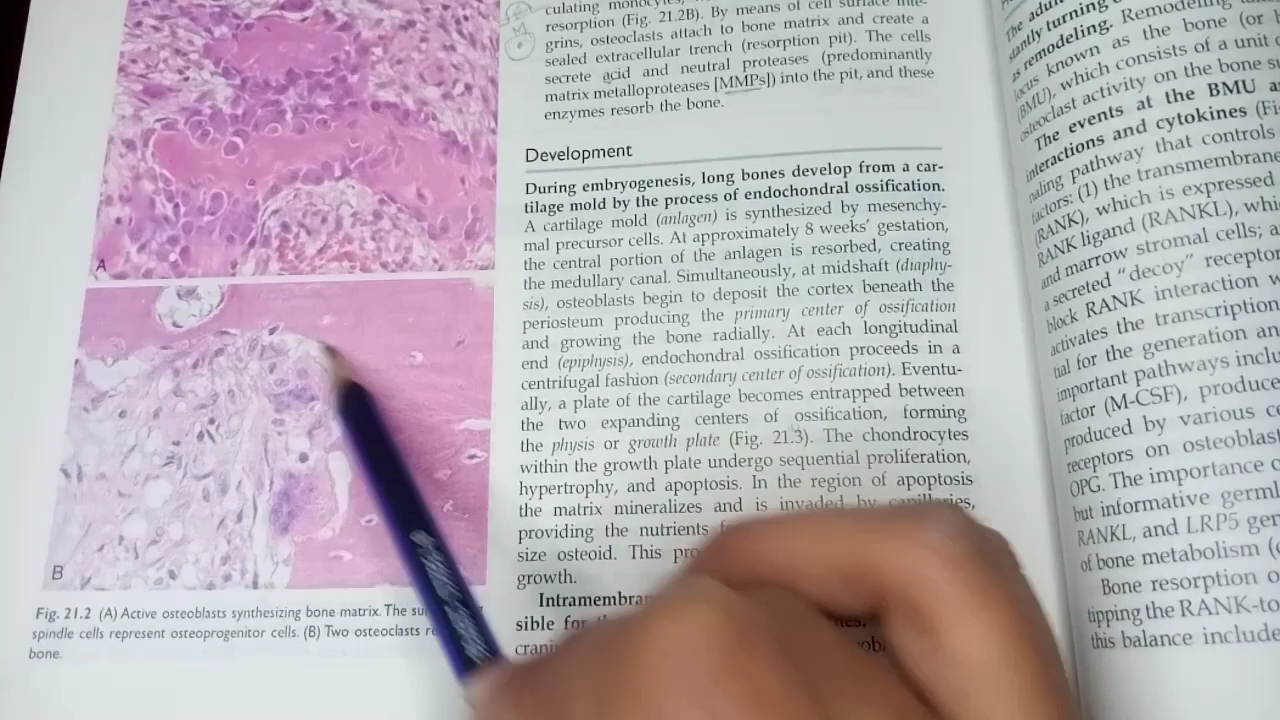 culating monocytes,
resorption (Fig. 21.2B). By means of cell surface inte-
grins, osteoclasts attach to bone matrix and create a
sealed extracellular trench (resorption pit). The cells
secrete acid and neutral proteases (predominantly
matrix metalloproteases [MMPs]) into the pit, and these
enzymes resorb the bone.
Development
During embryogenesis, long bones develop from a car-
tilage mold by the process of endochondral ossification.
A cartilage mold (anlagen) is synthesized by mesenchy-
mal precursor cells. At approximately 8 weeks' gestation,
the central portion of the anlagen is resorbed, creating
the medullary canal. Simultaneously, at midshaft (diaphy-
sis), osteoblasts begin to deposit the cortex beneath the
periosteum producing the primary center of ossification
and growing the bone radially. At each longitudinal
end (epiphysis), endochondral ossification proceeds in a
centrifugal fashion (secondary center of ossification). Eventu-
ally, a plate of the cartilage becomes entrapped between
the two expanding centers of ossification, forming
the physis or growth plate (Fig. 21.3). The chondrocytes
within the growth plate undergo sequential proliferation,
hypertrophy, and apoptosis. In the region of apoptosis
the matrix mineralizes and is invaded by capillaries,
providing the nutrients
size osteoid. This
growth.
sible for
A
B
Fig. 21.2 (A) Active osteoblasts synthesizing bone matrix. The
spindle cells represent osteoprogenitor cells. (B) Two osteoclasts
bone.
The
stantly turning
as remodeling. Remodeling
locus known as the bone (or
(BMU), which consists of a unit
osteoclast activity on the bone
The events at the BMU
interactions and cytokines
naling pathway that controls
factors: (1) the transmembrane
(RANK), which is expressed
RANK ligand (RANKL),
and marrow stromal cells;
a secreted "decoy" receptor
block RANK interaction
activates the transcription
ual for the generation
important pathways
factor (M-CSF),
produced by various
receptors on
OPG. The importance
but informative
RANKL, and LRP5
of bone metabolism
Bone resorption
tipping the
this balance